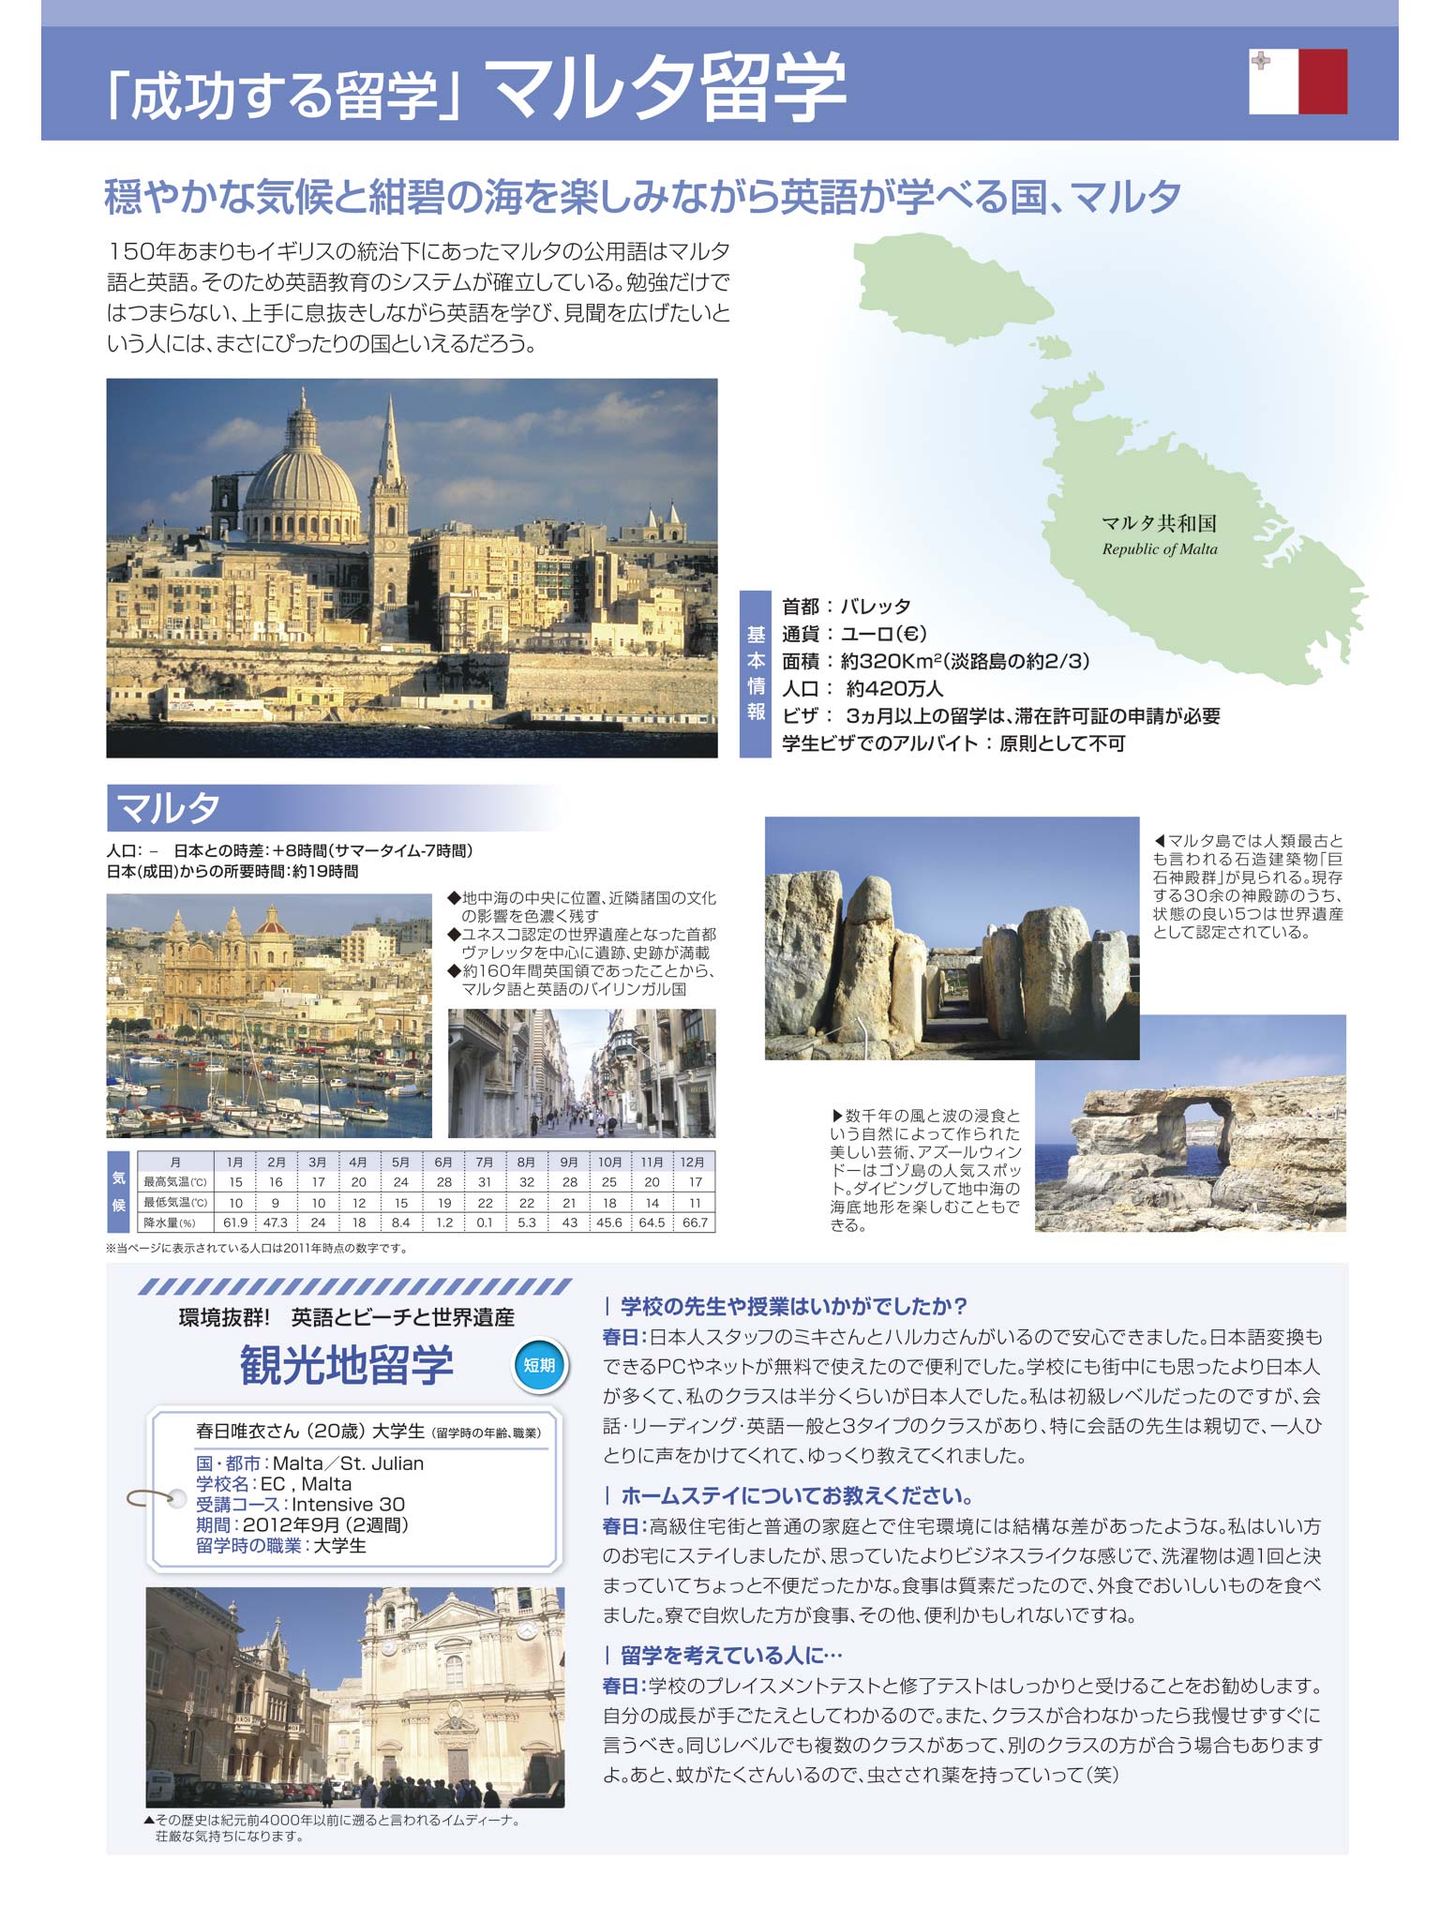 「成功する留学」 マルタ留学
穏やかな気候と紺碧の海を楽しみながら英語が学べる国、マルタ
150年あまりもイギリスの統治下にあったマルタの公用語はマルタ
語と英語。そのため英語教育のシステムが確立している。勉強だけで
はつまらない、上手に息抜きしながら英語を学び、見聞を広げたいと
いう人には、まさにぴったりの国といえるだろう。
マルタ共和国
Republic of Malta
基本情報
首都：バレッタ
通貨：ユーロ(€)
面積：約320Km²(淡路島の約2/3)
人口： 約420万人
ビザ： 3ヵ月以上の留学は、滞在許可証の申請が必要
学生ビザでのアルバイト：原則として不可
マルタ
人口： － 日本との時差：+8時間(サマータイム-7時間)
日本(成田)からの所要時間：約19時間
◆地中海の中央に位置、近隣諸国の文化
の影響を色濃く残す
◆ユネスコ認定の世界遺産となった首都
ヴァレッタを中心に遺跡、史跡が満載
◆約160年間英国領であったことから、
マルタ語と英語のバイリンガル国
◀マルタ島では人類最古と
も言われる石造建築物「巨
石神殿群」が見られる。現存
する30余の神殿跡のうち、
状態の良い5つは世界遺産
として認定されている。
▶数千年の風と波の浸食と
いう自然によって作られた
美しい芸術、アズールウィン
ドーはゴゾ島の人気スポッ
ト。ダイビングして地中海の
海底地形を楽しむこともで
きる。
気候
月 1月 2月 3月 4月 5月 6月 7月 8月 9月 10月 11月 12月
最高気温(℃) 15 16 17 20 24 28 31 32 28 25 20 17
最低気温(℃) 10 9 10 12 15 19 22 22 21 18 14 11
降水量(%) 61.9 47.3 24 18 8.4 1.2 0.1 5.3 43 45.6 64.5 66.7
※当ページに表示されている人口は2011年時点の数字です。
環境抜群！ 英語とビーチと世界遺産
観光地留学
短期
春日唯衣さん（20歳）大学生（留学時の年齢、職業）
国・都市：Malta／St. Julian
学校名：EC , Malta
受講コース：Intensive 30
期間：2012年9月（2週間）
留学時の職業：大学生
▲その歴史は紀元前4000年以前に遡ると言われるイムディーナ。
荘厳な気持ちになります。
| 学校の先生や授業はいかがでしたか？
春日：日本人スタッフのミキさんとハルカさんがいるので安心できました。日本語変換も
できるPCやネットが無料で使えたので便利でした。学校にも街中にも思ったより日本人
が多くて、私のクラスは半分くらいが日本人でした。私は初級レベルだったのですが、会
話・リーディング・英語一般と3タイプのクラスがあり、特に会話の先生は親切で、一人ひ
とりに声をかけてくれて、ゆっくり教えてくれました。
| ホームステイについてお教えください。
春日：高級住宅街と普通の家庭とで住宅環境には結構な差があったような。私はいい方
のお宅にステイしましたが、思っていたよりビジネスライクな感じで、洗濯物は週1回と決
まっていてちょっと不便だったかな。食事は質素だったので、外食でおいしいものを食べ
ました。寮で自炊した方が食事、その他、便利かもしれないですね。
| 留学を考えている人に…
春日：学校のプレイスメントテストと修了テストはしっかりと受けることをお勧めします。
自分の成長が手ごたえとしてわかるので。また、クラスが合わなかったら我慢せずすぐに
言うべき。同じレベルでも複数のクラスがあって、別のクラスの方が合う場合もあります
よ。あと、蚊がたくさんいるので、虫さされ薬を持っていって（笑）